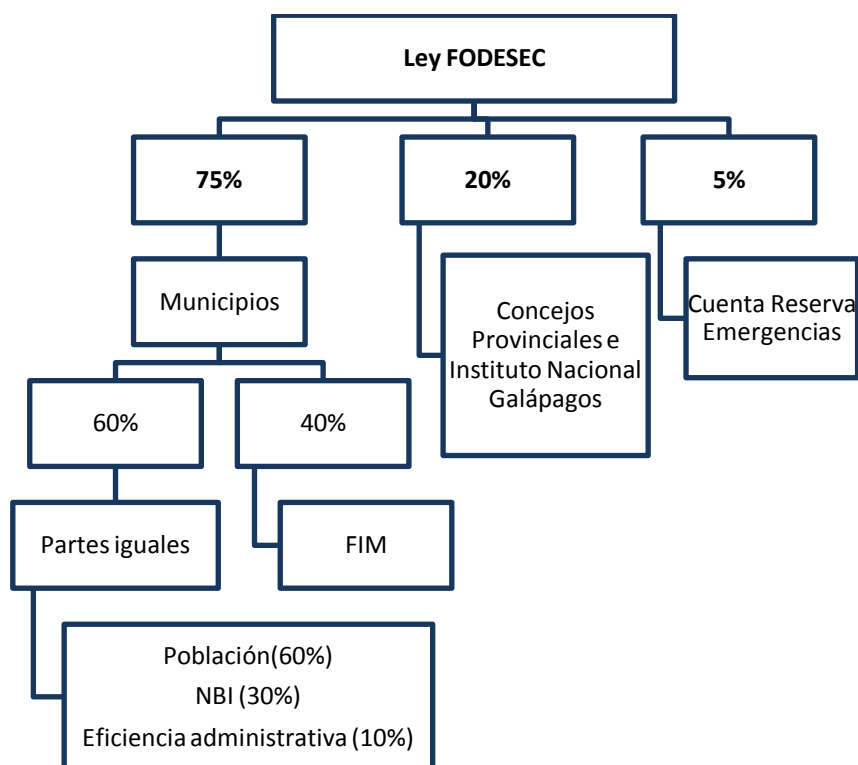 Ley FODESEC
75%
20%
5%
Municipios
Concejos
Provinciales e
Instituto Nacional
Galápagos
Cuenta Reserva
Emergencias
60%
40%
Partes iguales
FIM
Población(60%)
NBI (30%)
Eficiencia administrativa (10%)